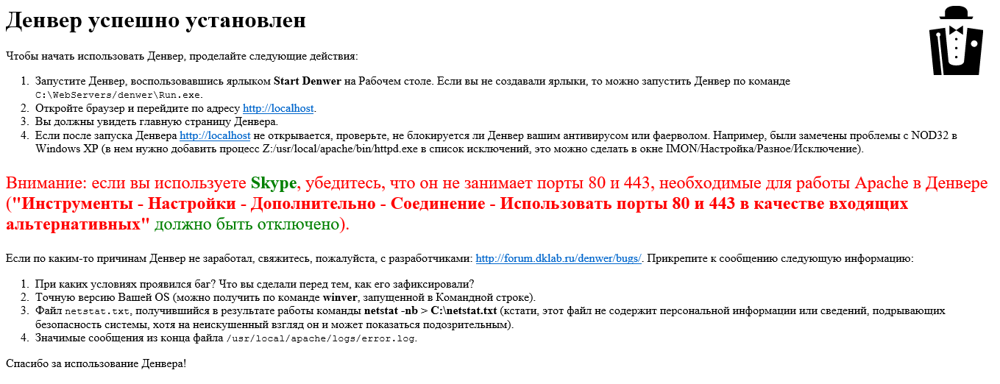 Денвер успешно установлен
Чтобы начать использовать Денвер, проделайте следующие действия:
1. Запустите Денвер, воспользовавшись ярлыком Start Denwer на Рабочем столе. Если вы не создавали ярлыки, то можно запустить Денвер по команде
C:\WebServers/denwer\Run.exe.
2. Откройте браузер и перейдите по адресу http://localhost.
3. Вы должны увидеть главную страницу Денвера.
4. Если после запуска Денвера http://localhost не открывается, проверьте, не блокируется ли Денвер вашим антивирусом или фаерволом. Например, были замечены проблемы с NOD32 в
Windows XP (в нем нужно добавить процесс Z:/usr/local/apache/bin/httpd.exe в список исключений, это можно сделать в окне IMON/Настройка/Разное/Исключение).
Внимание: если вы используете Skype, убедитесь, что он не занимает порты 80 и 443, необходимые для работы Apache в Денвере
("Инструменты - Настройки - Дополнительно - Соединение - Использовать порты 80 и 443 в качестве входящих
альтернативных" должно быть отключено).
Если по каким-то причинам Денвер не заработал, свяжитесь, пожалуйста, с разработчиками: http://forum.dklab.ru/denwer/bugs/. Прикрепите к сообщению следующую информацию:
1. При каких условиях проявился баг? Что вы сделали перед тем, как его зафиксировали?
2. Точную версию Вашей OS (можно получить по команде winver, запущенной в Командной строке).
3. Файл netstat.txt, получившийся в результате работы команды netstat -nb > C:\netstat.txt (кстати, этот файл не содержит персональной информации или сведений, подрывающих
безопасность системы, хотя на неискушенный взгляд он и может показаться подозрительным).
4. Значимые сообщения из конца файла /usr/local/apache/logs/error.log.
Спасибо за использование Денвера!